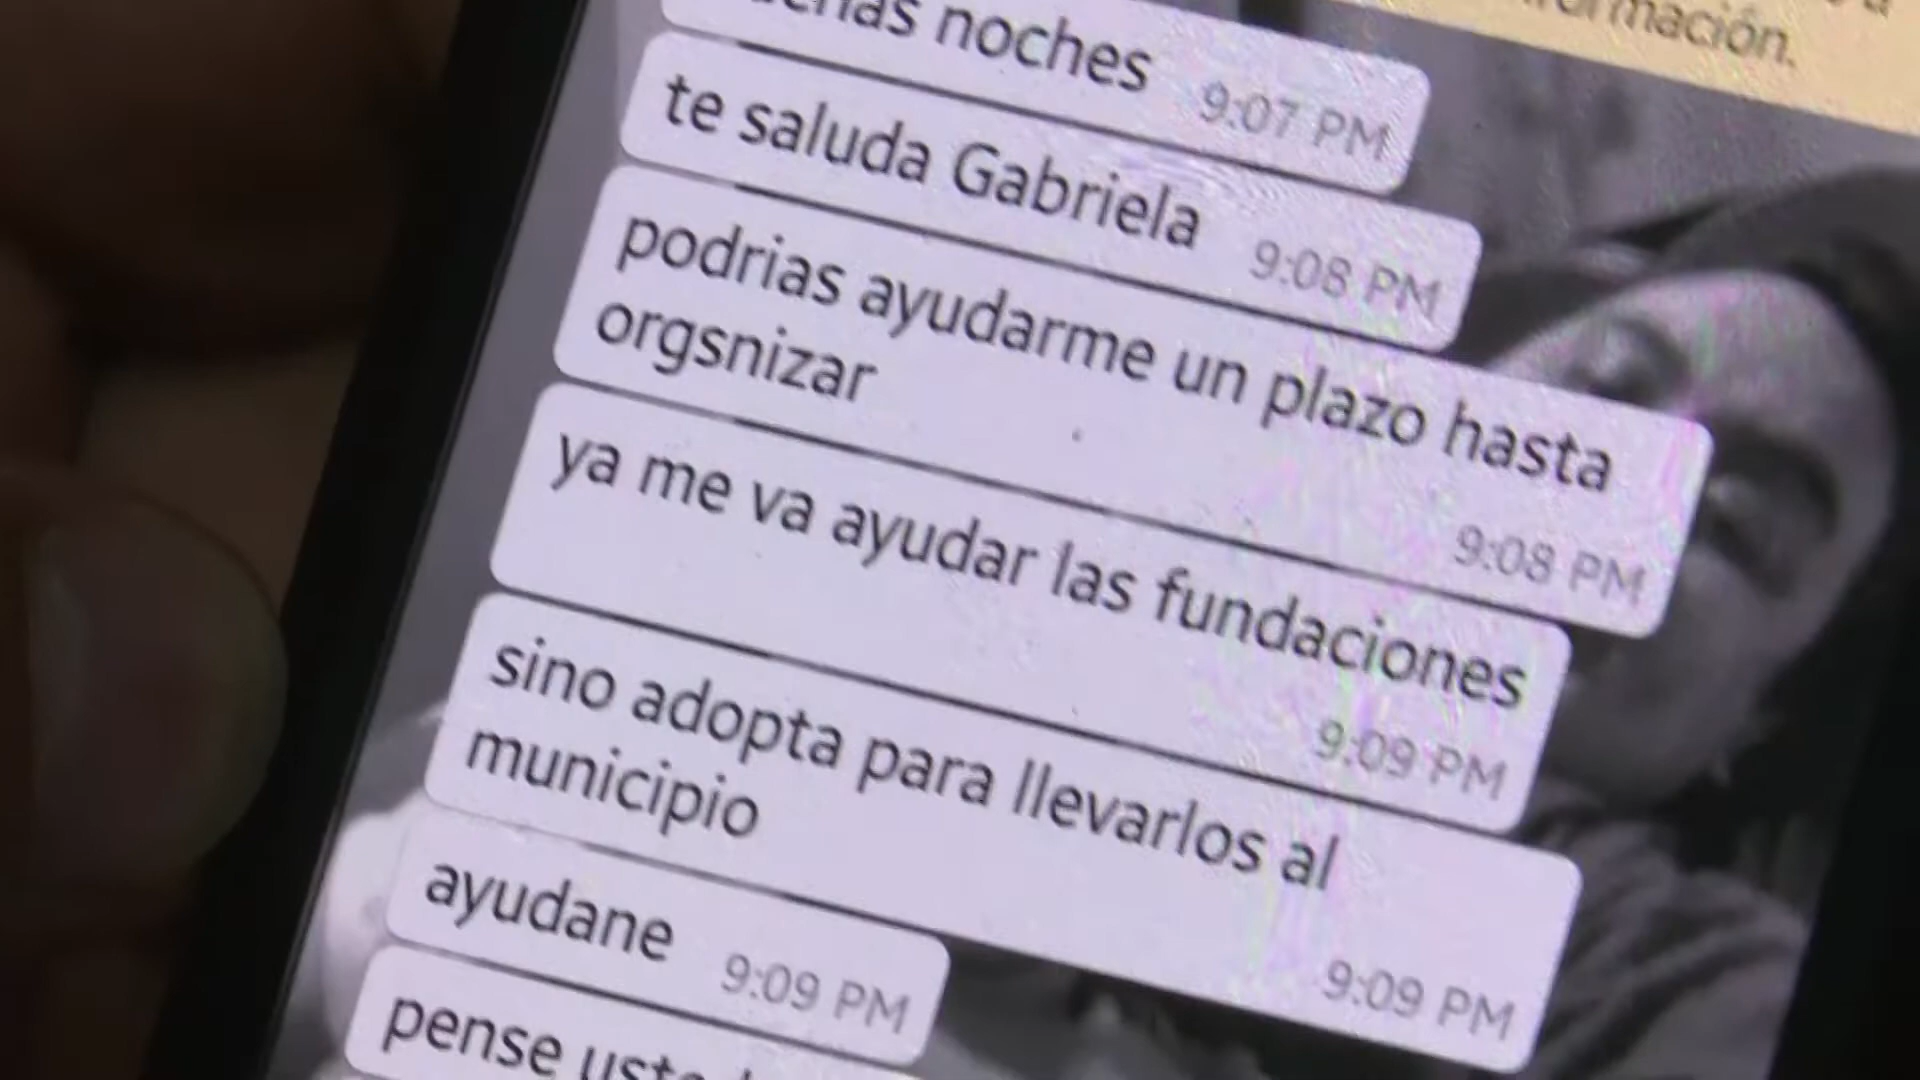 información.
noches
9:07 PM
te saluda Gabriela
9:08 PM
podrias ayudarme un plazo hasta
orgsnizar
9:08 PM
ya me va ayudar las fundaciones
9:09 PM
sino adopta para llevarlos al
municipio
9:09 PM
ayudane
9:09 PM
pense